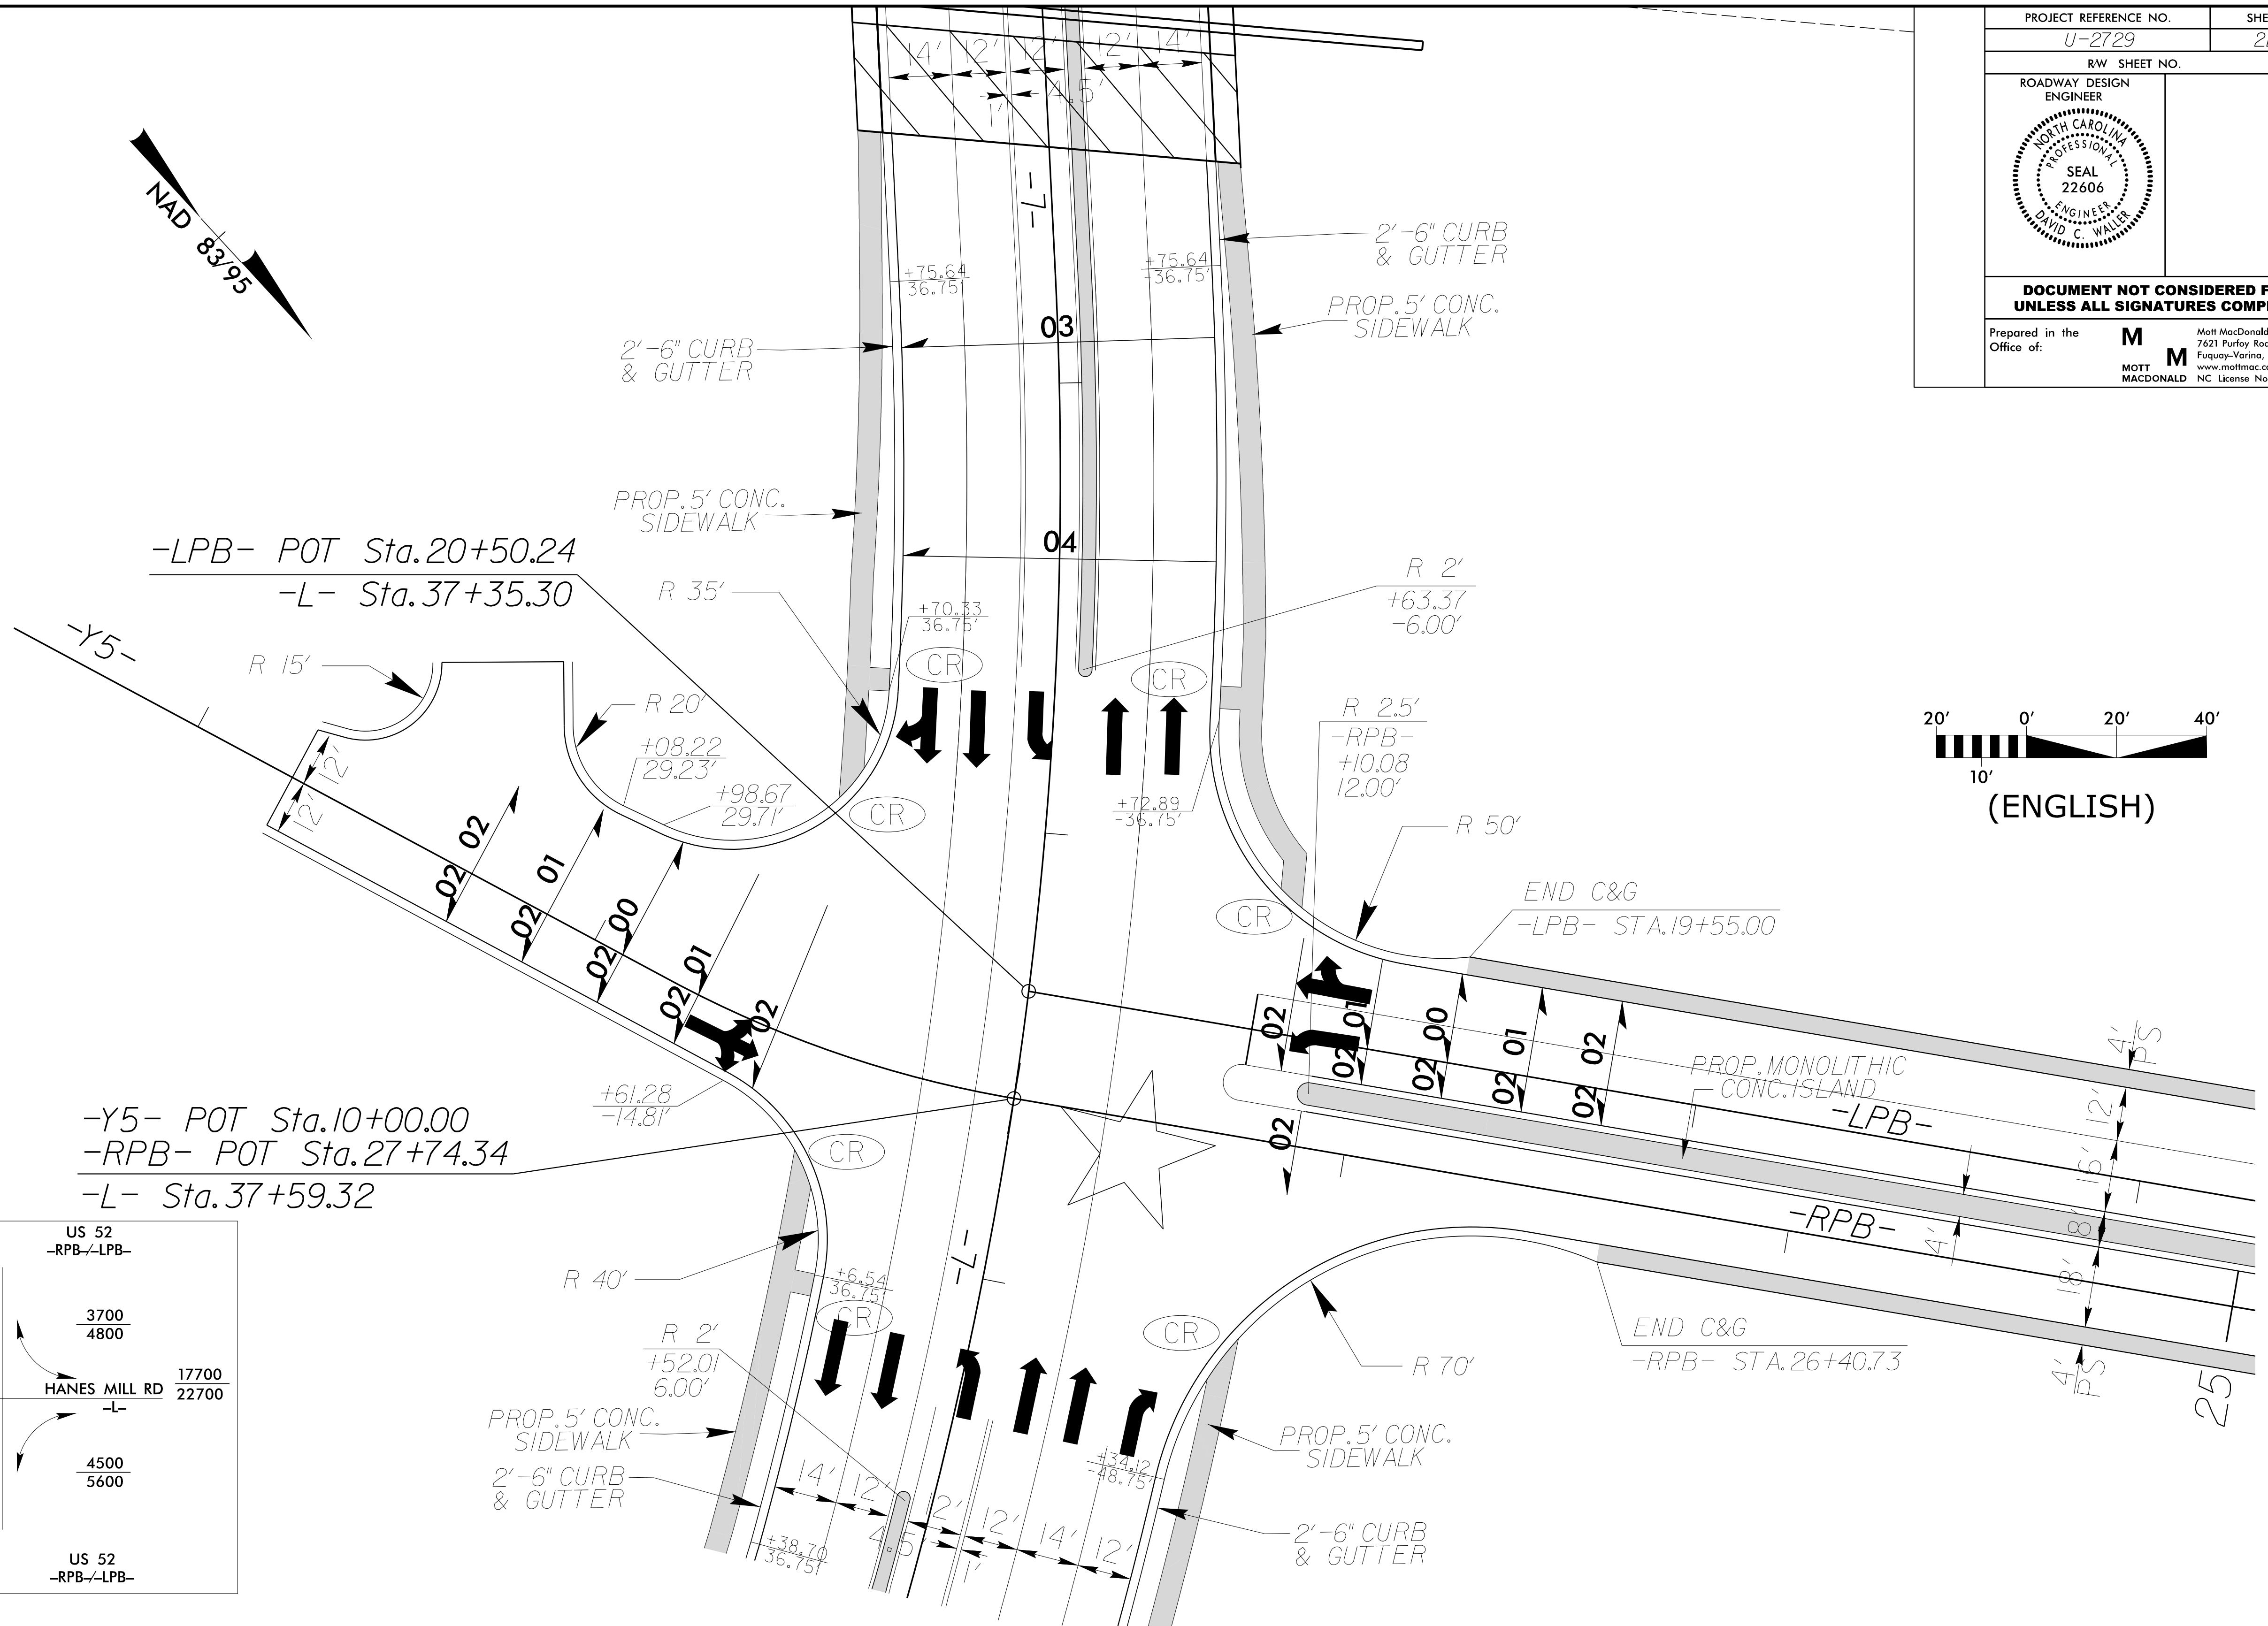 PROJECT REFERENCE NO.
U-2729
R/W SHEET NO.
ROADWAY DESIGN
ENGINEER
NORTH CAROLINA
PROFESSIONAL
SEAL
22606
ENGINEER
DAVID C. WALLER
DOCUMENT NOT CONSIDERED
UNLESS ALL SIGNATURES
Prepared in the
Office of:
M
M
MOTT
MACDONALD
Mott MacDonald
7621 Purfoy
Fuquay-Varina,
NC License
14' 12' 12' 12' 14'
1' 4.5'
NAD 83/95
-L-
2'-6" CURB
& GUTTER
+75.64
36.75'
+75.64
-36.75'
PROP. 5' CONC.
SIDEWALK
03
2'-6" CURB
& GUTTER
PROP. 5' CONC.
SIDEWALK
04
-LPB- POT Sta. 20+50.24
-L- Sta. 37+35.30
R 35'
R 2'
+63.37
-6.00'
+70.33
36.75'
-Y5-
R 15'
CR
CR
R 20'
+08.22
29.23'
+98.67
29.71'
R 2.5'
-RPB-
+10.08
12.00'
+72.89
-36.75'
CR
R 50'
20' 0' 20' 40'
10'
(ENGLISH)
12'
12'
02 02
02 01
02 00
02 01
02
CR
END C&G
-LPB- STA. 19+55.00
02
02 01
02 00
02 01
02 02
02
PROP. MONOLITHIC
CONC. ISLAND
-LPB-
4'
PS
12'
16'
8'
18'
4'
4'
PS
-RPB-
25
+61.28
-14.81'
-Y5- POT Sta. 10+00.00
-RPB- POT Sta. 27+74.34
-L- Sta. 37+59.32
CR
-L-
R 40'
+6.54
36.75'
CR
CR
R 2'
+52.01
6.00'
R 70'
END C&G
-RPB- STA. 26+40.73
PROP. 5' CONC.
SIDEWALK
2'-6" CURB
& GUTTER
14' 12' 4.5' 12' 1' 12' 14' 12'
+38.70
36.75'
+34.12
-48.75'
PROP. 5' CONC.
SIDEWALK
2'-6" CURB
& GUTTER
US 52
-RPB-/-LPB-
3700
4800
HANES MILL RD
-L-
17700
22700
4500
5600
US 52
-RPB-/-LPB-